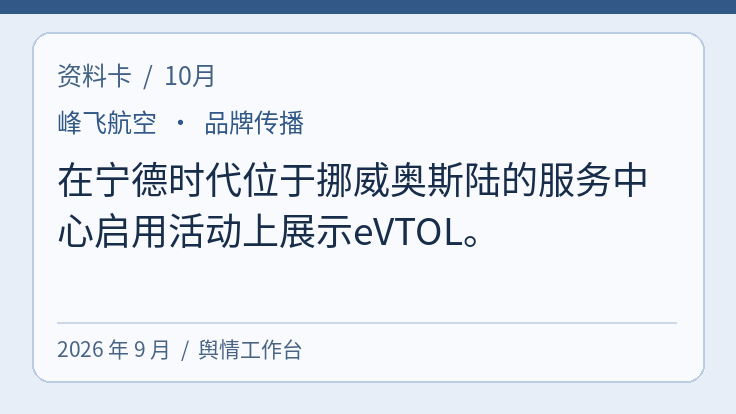 资料卡 / 10月
峰飞航空 · 品牌传播
在宁德时代位于挪威奥斯陆的服务中
心启用活动上展示eVTOL。
2026 年 9 月 / 舆情工作台